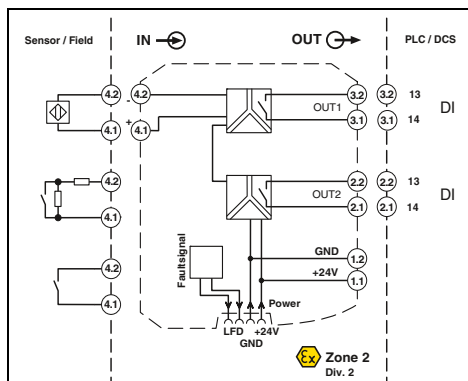 Sensor / Field
IN
OUT
PLC / DCS
4.2
4.2
-
3.2
3.2
13
DI
OUT1
4.1
+
4.1
3.1
3.1
14
4.2
2.2
2.2
13
DI
OUT2
4.1
2.1
2.1
14
Faultsignal
GND
1.2
4.2
+24V
1.1
4.1
Power
LFD
+24V
GND
Ex
Zone 2
Div. 2